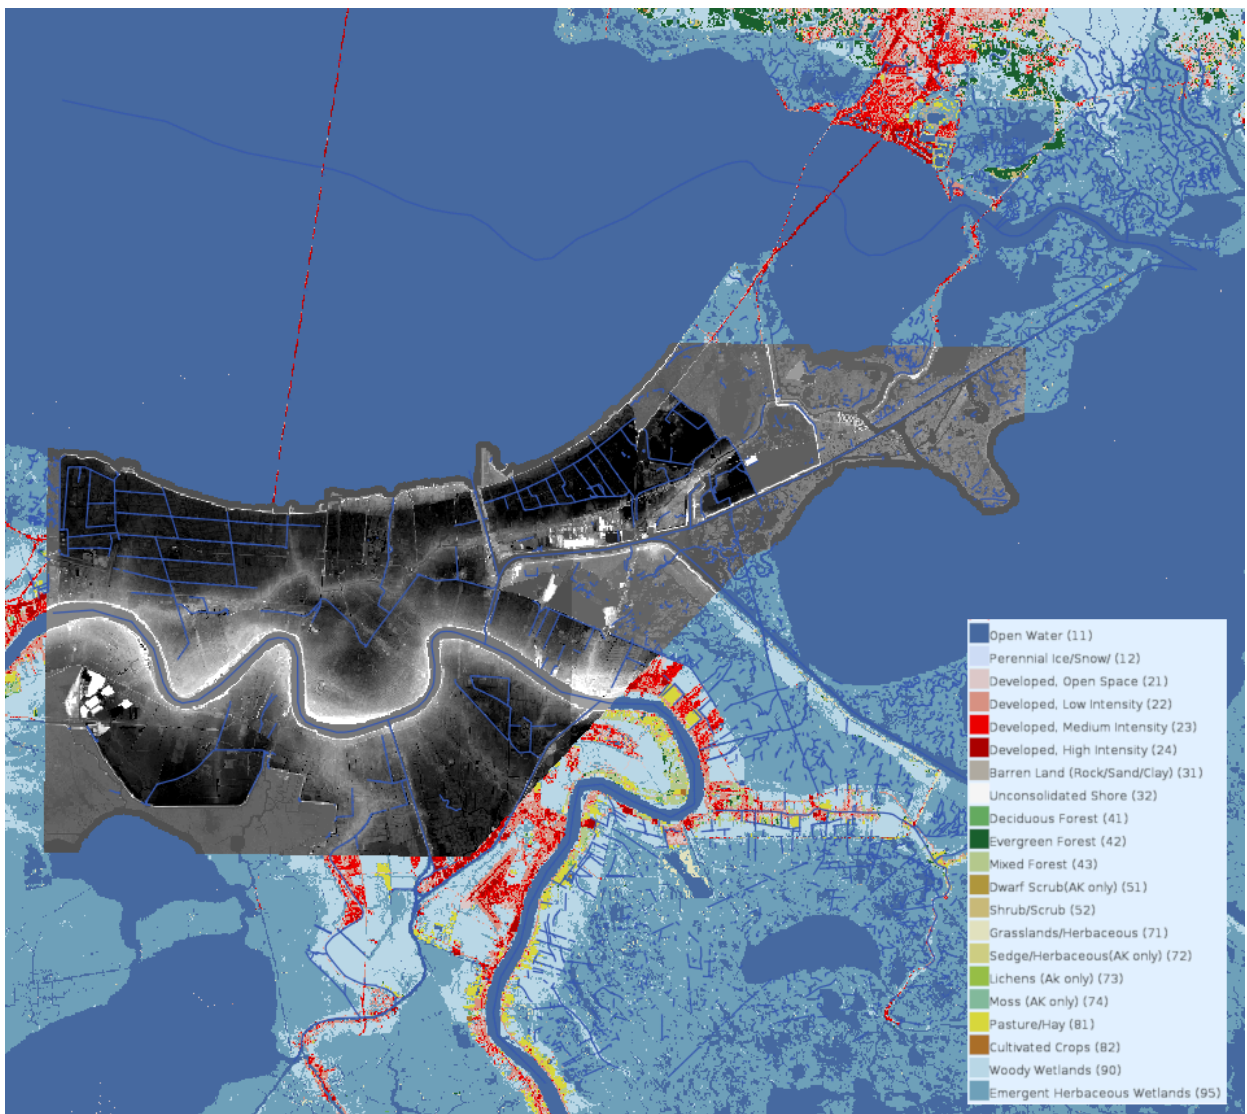 Open Water (11)
Perennial Ice/Snow/ (12)
Developed, Open Space (21)
Developed, Low Intensity (22)
Developed, Medium Intensity (23)
Developed, High Intensity (24)
Barren Land (Rock/Sand/Clay) (31)
Unconsolidated Shore (32)
Deciduous Forest (41)
Evergreen Forest (42)
Mixed Forest (43)
Dwarf Scrub(AK only) (51)
Shrub/Scrub (52)
Grasslands/Herbaceous (71)
Sedge/Herbaceous(AK only) (72)
Lichens (Ak only) (73)
Moss (AK only) (74)
Pasture/Hay (81)
Cultivated Crops (82)
Woody Wetlands (90)
Emergent Herbaceous Wetlands (95)